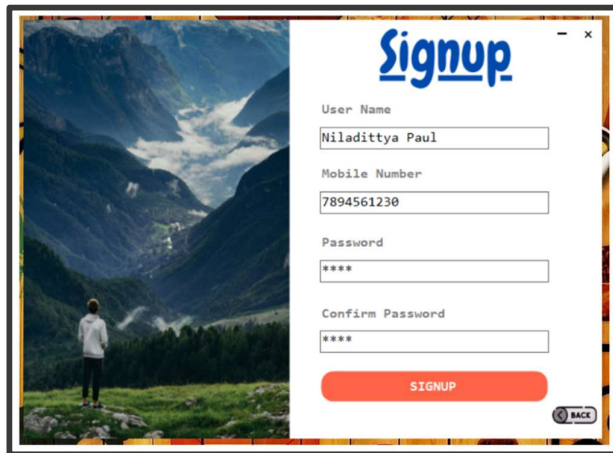 Signup
User Name
Niladittya Paul
Mobile Number
7894561230
Password
****
Confirm Password
****
SIGNUP
BACK